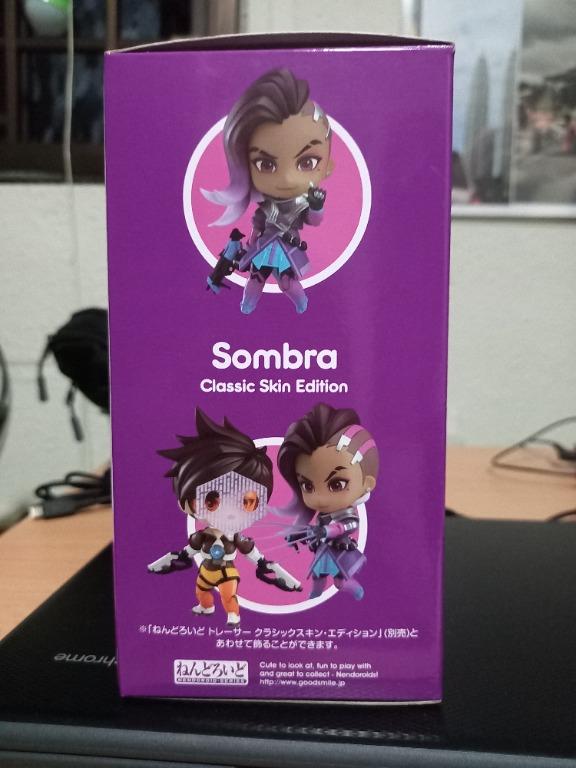 Sombra
Classic Skin Edition
※「ねんどろいど トレーサー クラシックスキン・エディション」(別売)と
あわせて飾ることができます。
ねんどろいど
NENDOROID SERIES
Cute to look at, fun to play with
and great to collect - Nendoroids!
http://www.goodsmile.jp
chrome